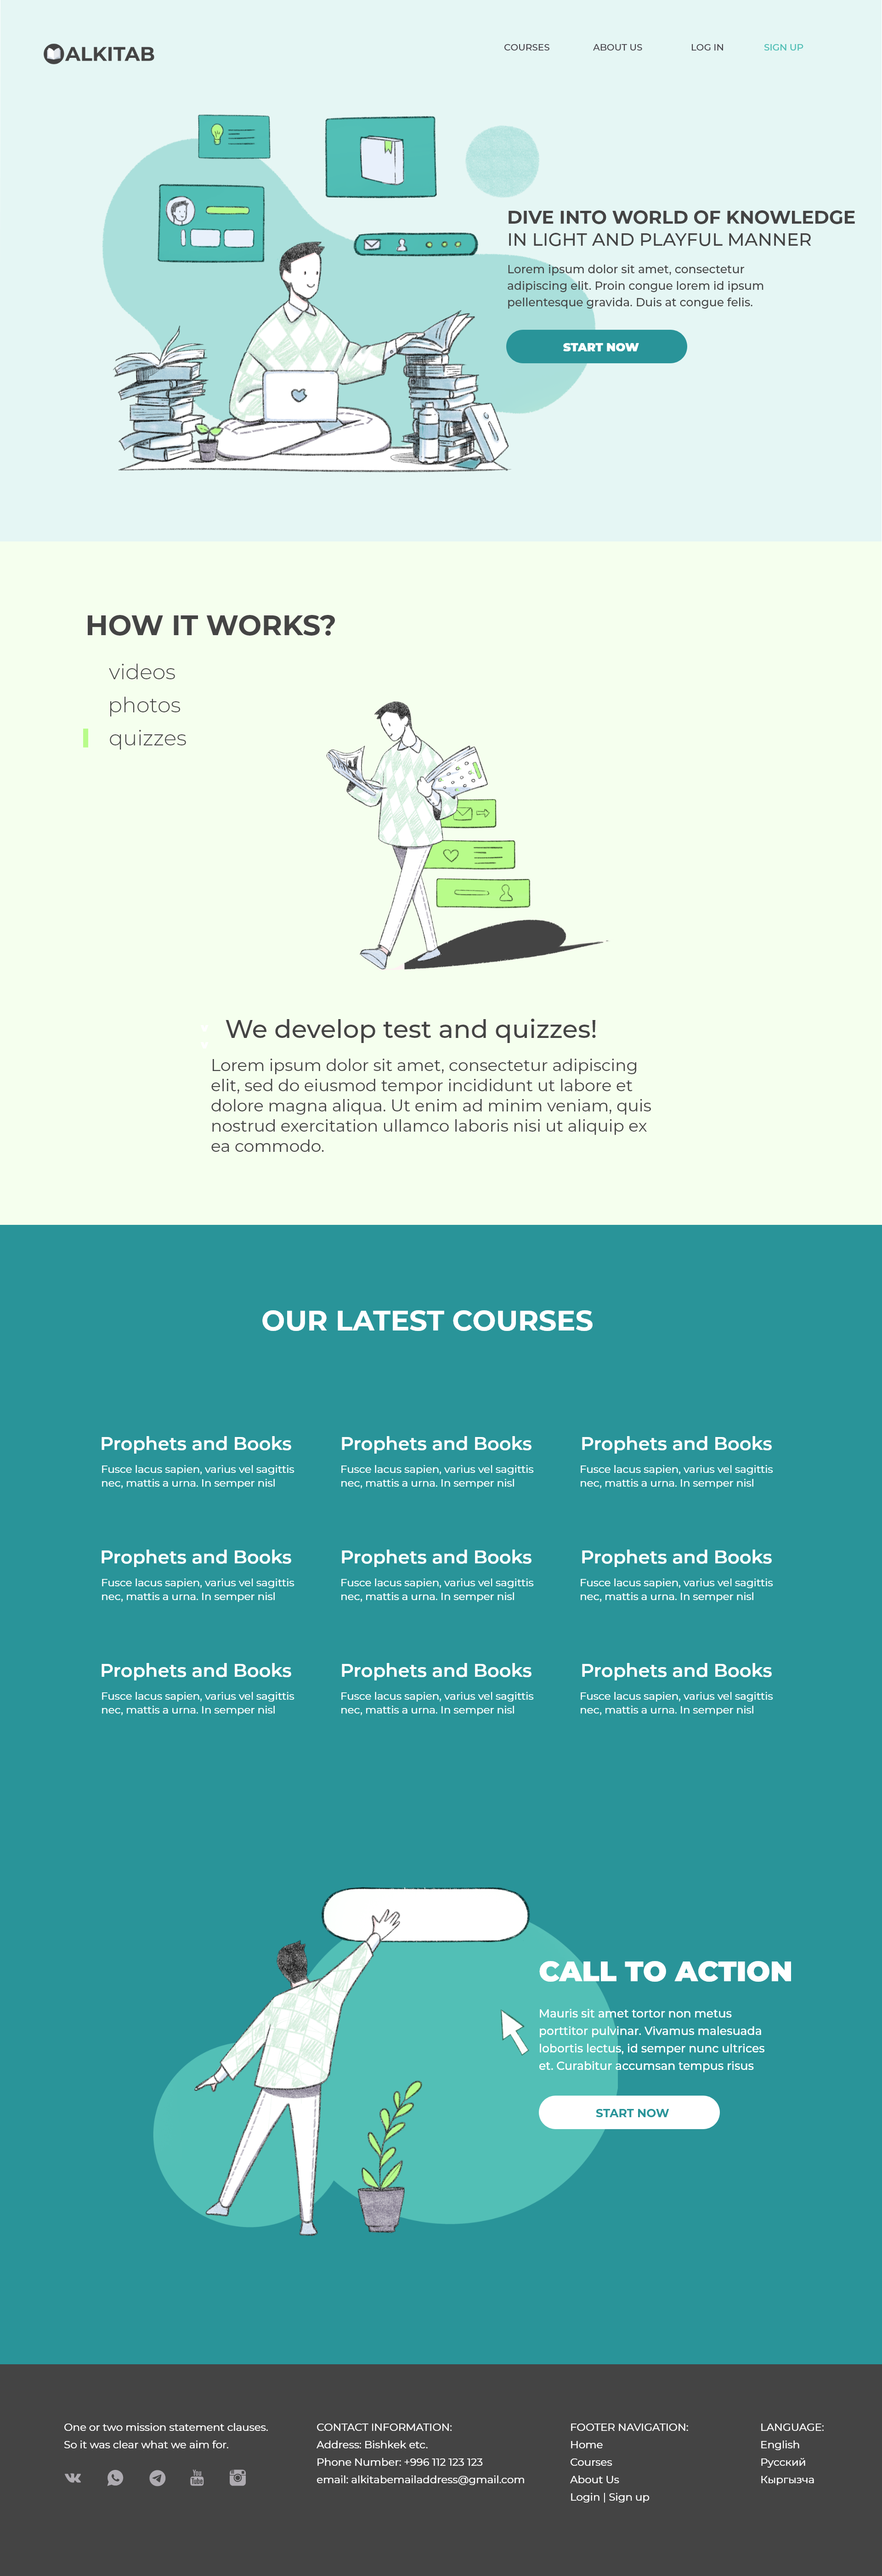 ALKITAB
COURSES
ABOUT US
LOG IN
SIGN UP
DIVE INTO WORLD OF KNOWLEDGE
IN LIGHT AND PLAYFUL MANNER
Lorem ipsum dolor sit amet, consectetur
adipiscing elit. Proin congue lorem id ipsum
pellentesque gravida. Duis at congue felis.
START NOW
HOW IT WORKS?
videos
photos
quizzes
We develop test and quizzes!
Lorem ipsum dolor sit amet, consectetur adipiscing
elit, sed do eiusmod tempor incididunt ut labore et
dolore magna aliqua. Ut enim ad minim veniam, quis
nostrud exercitation ullamco laboris nisi ut aliquip ex
ea commodo.
OUR LATEST COURSES
Prophets and Books
Fusce lacus sapien, varius vel sagittis
nec, mattis a urna. In semper nisl
Prophets and Books
Fusce lacus sapien, varius vel sagittis
nec, mattis a urna. In semper nisl
Prophets and Books
Fusce lacus sapien, varius vel sagittis
nec, mattis a urna. In semper nisl
Prophets and Books
Fusce lacus sapien, varius vel sagittis
nec, mattis a urna. In semper nisl
Prophets and Books
Fusce lacus sapien, varius vel sagittis
nec, mattis a urna. In semper nisl
Prophets and Books
Fusce lacus sapien, varius vel sagittis
nec, mattis a urna. In semper nisl
Prophets and Books
Fusce lacus sapien, varius vel sagittis
nec, mattis a urna. In semper nisl
Prophets and Books
Fusce lacus sapien, varius vel sagittis
nec, mattis a urna. In semper nisl
Prophets and Books
Fusce lacus sapien, varius vel sagittis
nec, mattis a urna. In semper nisl
CALL TO ACTION
Mauris sit amet tortor non metus
porttitor pulvinar. Vivamus malesuada
lobortis lectus, id semper nunc ultrices
et. Curabitur accumsan tempus risus
START NOW
One or two mission statement clauses.
So it was clear what we aim for.
You
Tube
CONTACT INFORMATION:
Address: Bishkek etc.
Phone Number: +996 112 123 123
email: alkitabemailaddress@gmail.com
FOOTER NAVIGATION:
Home
Courses
About Us
Login | Sign up
LANGUAGE:
English
Русский
Кыргызча